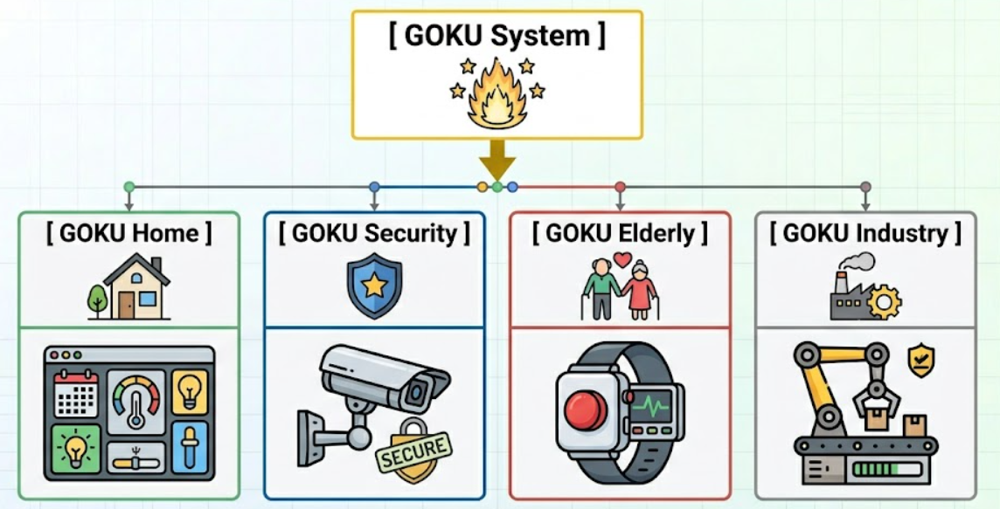 [ GOKU System ]
[ GOKU Home ]
[ GOKU Security ]
[ GOKU Elderly ]
[ GOKU Industry ]
SECURE